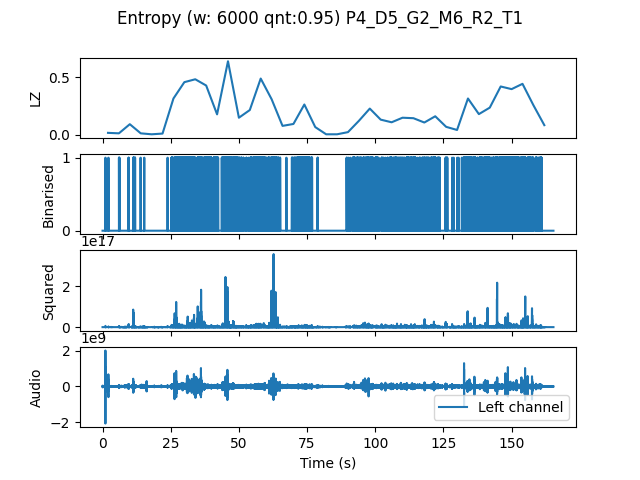 Entropy (w: 6000 qnt:0.95) P4_D5_G2_M6_R2_T1
0.5
0.0
LZ
1
0
Binarised
1e17
2
0
Squared
1e9
2
0
−2
Audio
Left channel
0 25 50 75 100 125 150
Time (s)